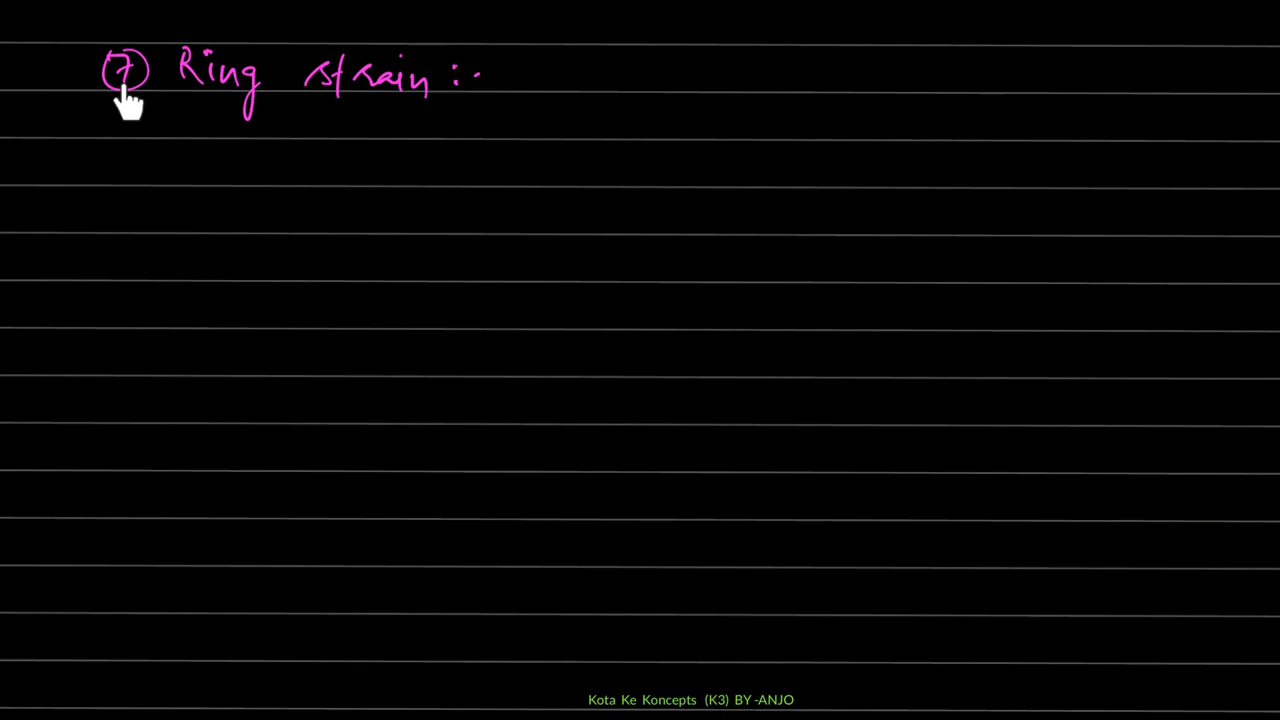 ⑦ Ring strain :-
Kota Ke Koncepts (K3) BY -ANJO